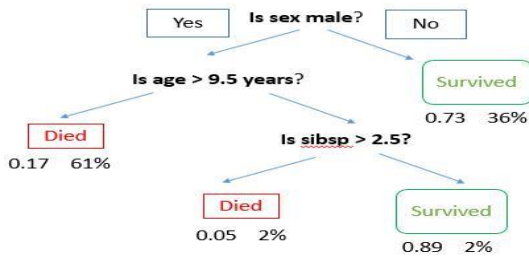 Yes Is sex male? No
Is age > 9.5 years?
Survived
0.73 36%
Died
0.17 61%
Is sibsp > 2.5?
Died
0.05 2%
Survived
0.89 2%